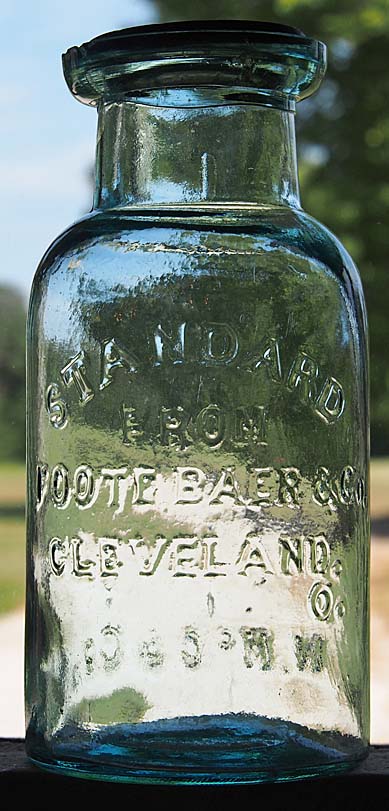 STANDARD
FROM
FOOTE BAER & Co.
CLEVELAND.
O.
M.W